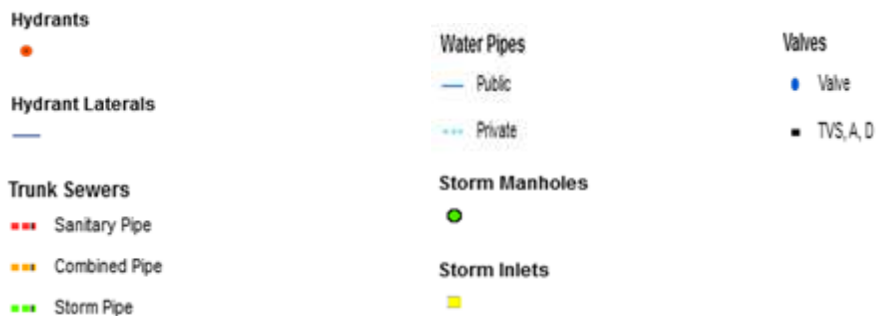 Hydrants
Hydrant Laterals
Trunk Sewers
Sanitary Pipe
Combined Pipe
Storm Pipe
Water Pipes
Public
Private
Storm Manholes
Storm Inlets
Valves
Valve
TVS, A, D